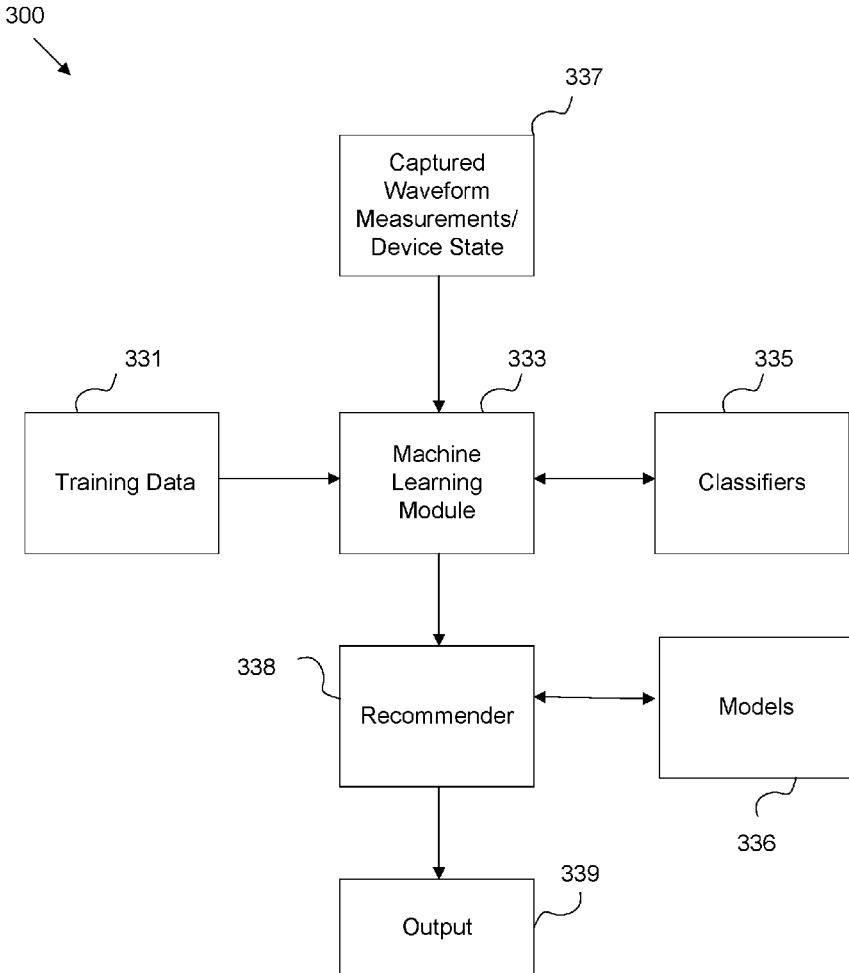 300
337
Captured
Waveform
Measurements/
Device State
331
333
335
Training Data
Machine
Learning
Module
Classifiers
338
Recommender
Models
336
339
Output